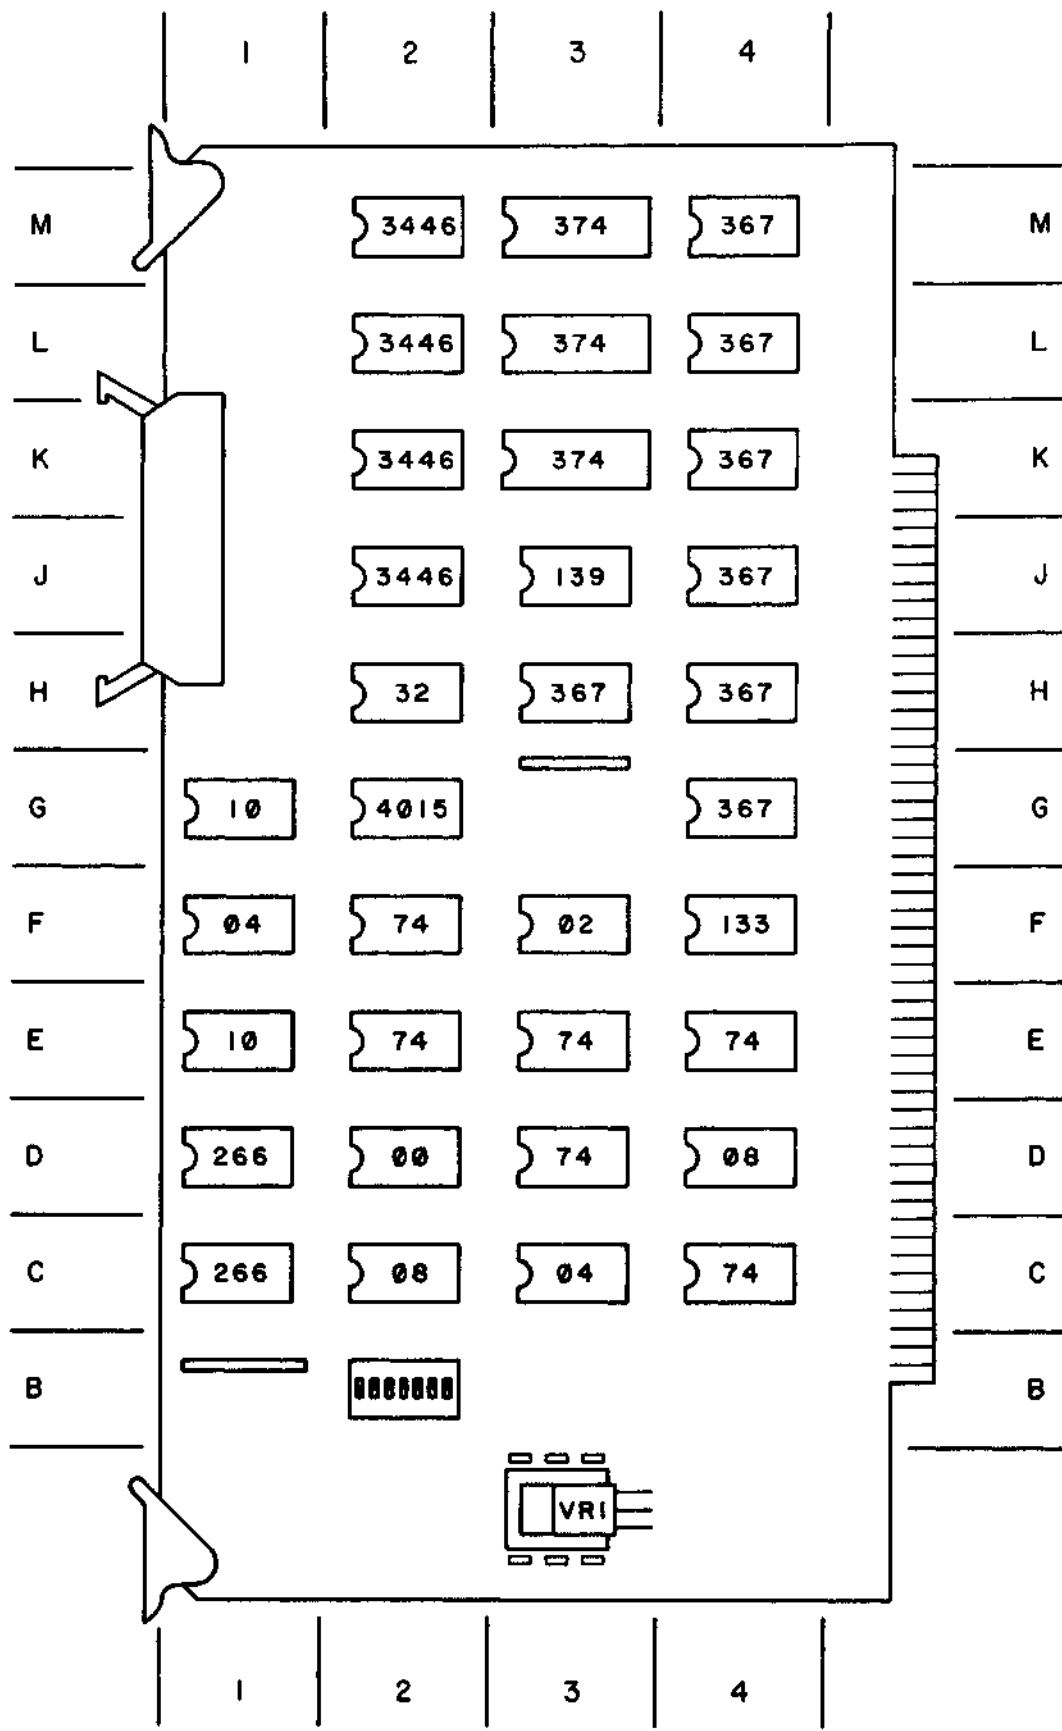 1 2 3 4
M 3446 374 367 M
L 3446 374 367 L
K 3446 374 367 K
J 3446 139 367 J
H 32 367 367 H
G 10 4015 367 G
F 04 74 02 133 F
E 10 74 74 74 E
D 266 00 74 08 D
C 266 08 04 74 C
B B
VR1
1 2 3 4